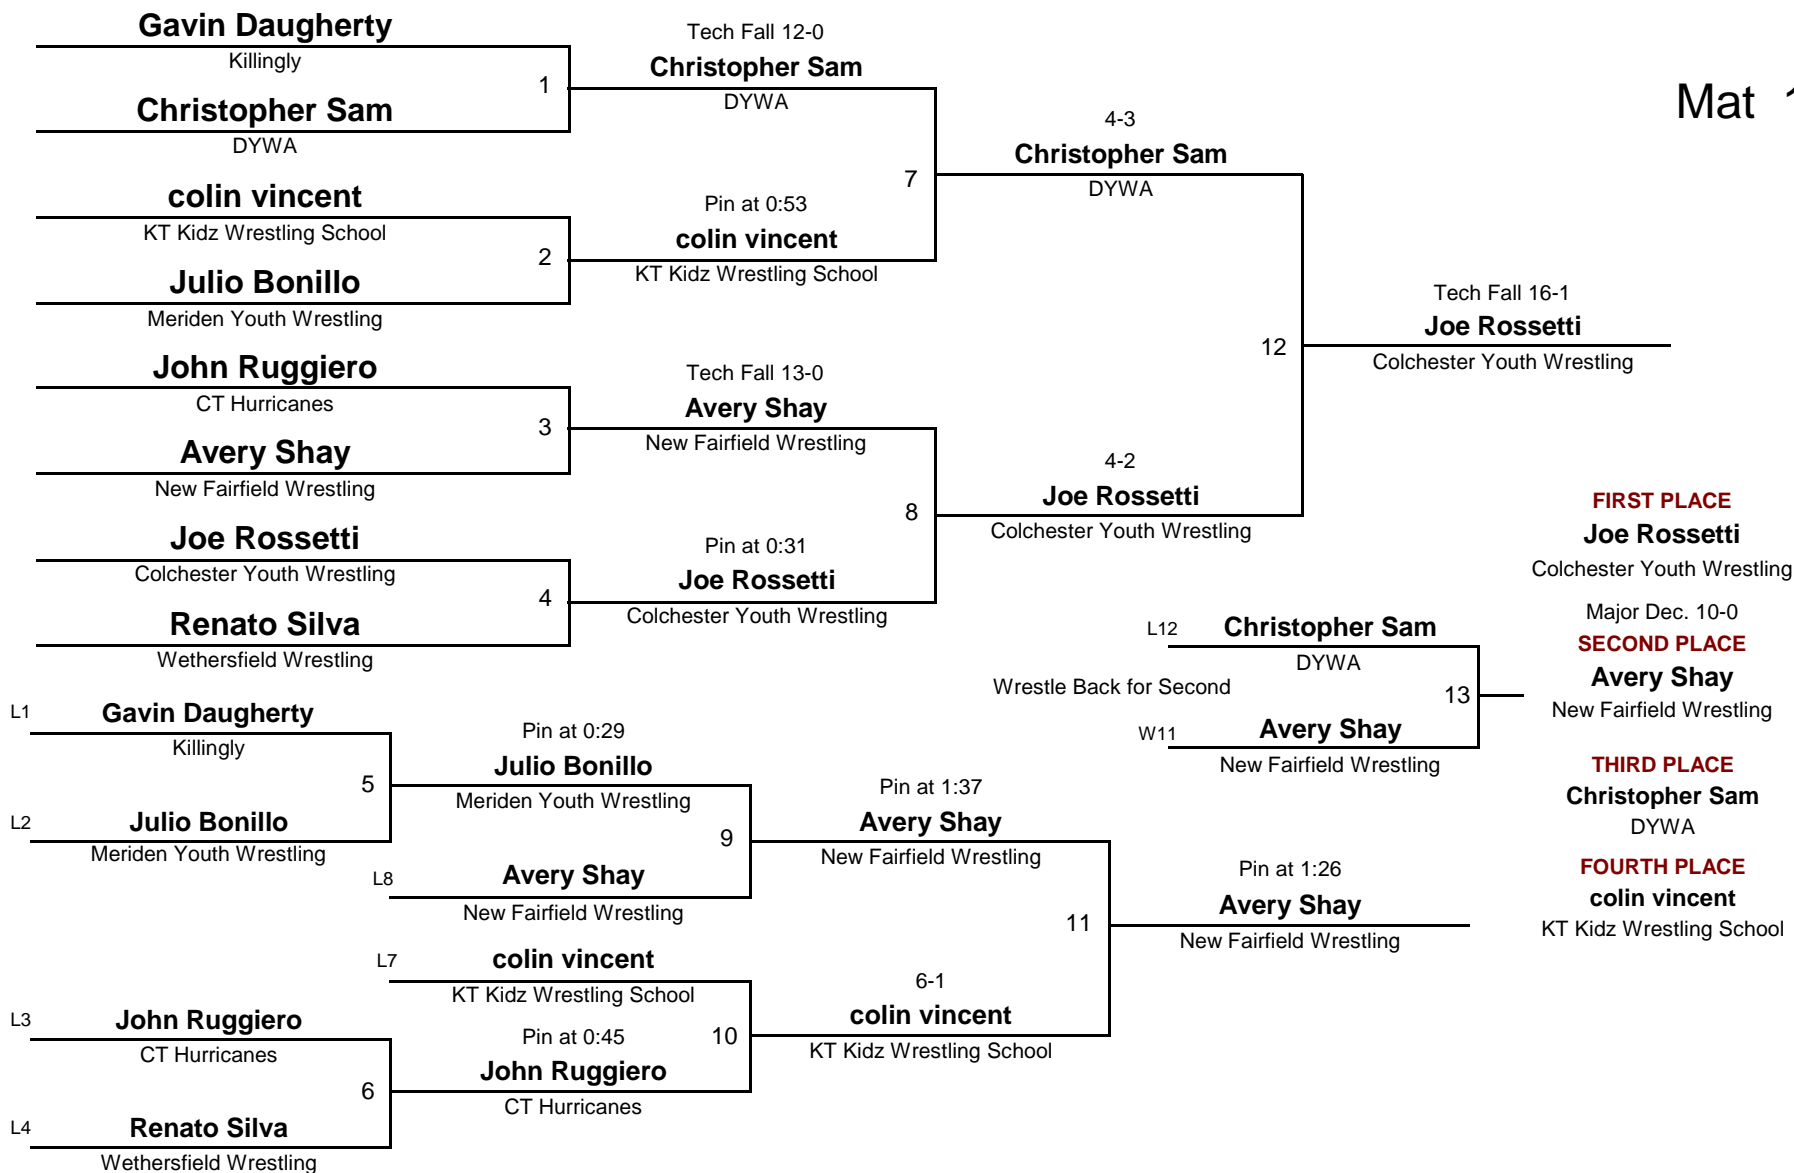 Gavin Daugherty
Killingly
1
Christopher Sam
DYWA
Tech Fall 12-0
Christopher Sam
DYWA
colin vincent
KT Kidz Wrestling School
2
Julio Bonillo
Meriden Youth Wrestling
Pin at 0:53
colin vincent
KT Kidz Wrestling School
7
4-3
Christopher Sam
DYWA
Mat 1
John Ruggiero
CT Hurricanes
3
Avery Shay
New Fairfield Wrestling
Tech Fall 13-0
Avery Shay
New Fairfield Wrestling
Joe Rossetti
Colchester Youth Wrestling
4
Renato Silva
Wethersfield Wrestling
Pin at 0:31
Joe Rossetti
Colchester Youth Wrestling
8
4-2
Joe Rossetti
Colchester Youth Wrestling
12
Tech Fall 16-1
Joe Rossetti
Colchester Youth Wrestling
L1
Gavin Daugherty
Killingly
5
L2
Julio Bonillo
Meriden Youth Wrestling
Pin at 0:29
Julio Bonillo
Meriden Youth Wrestling
9
L8
Avery Shay
New Fairfield Wrestling
Pin at 1:37
Avery Shay
New Fairfield Wrestling
L7
colin vincent
KT Kidz Wrestling School
10
L3
John Ruggiero
CT Hurricanes
6
L4
Renato Silva
Wethersfield Wrestling
Pin at 0:45
John Ruggiero
CT Hurricanes
6-1
colin vincent
KT Kidz Wrestling School
11
Pin at 1:26
Avery Shay
New Fairfield Wrestling
L12
Christopher Sam
DYWA
Wrestle Back for Second
13
W11
Avery Shay
New Fairfield Wrestling
FIRST PLACE
Joe Rossetti
Colchester Youth Wrestling
Major Dec. 10-0
SECOND PLACE
Avery Shay
New Fairfield Wrestling
THIRD PLACE
Christopher Sam
DYWA
FOURTH PLACE
colin vincent
KT Kidz Wrestling School